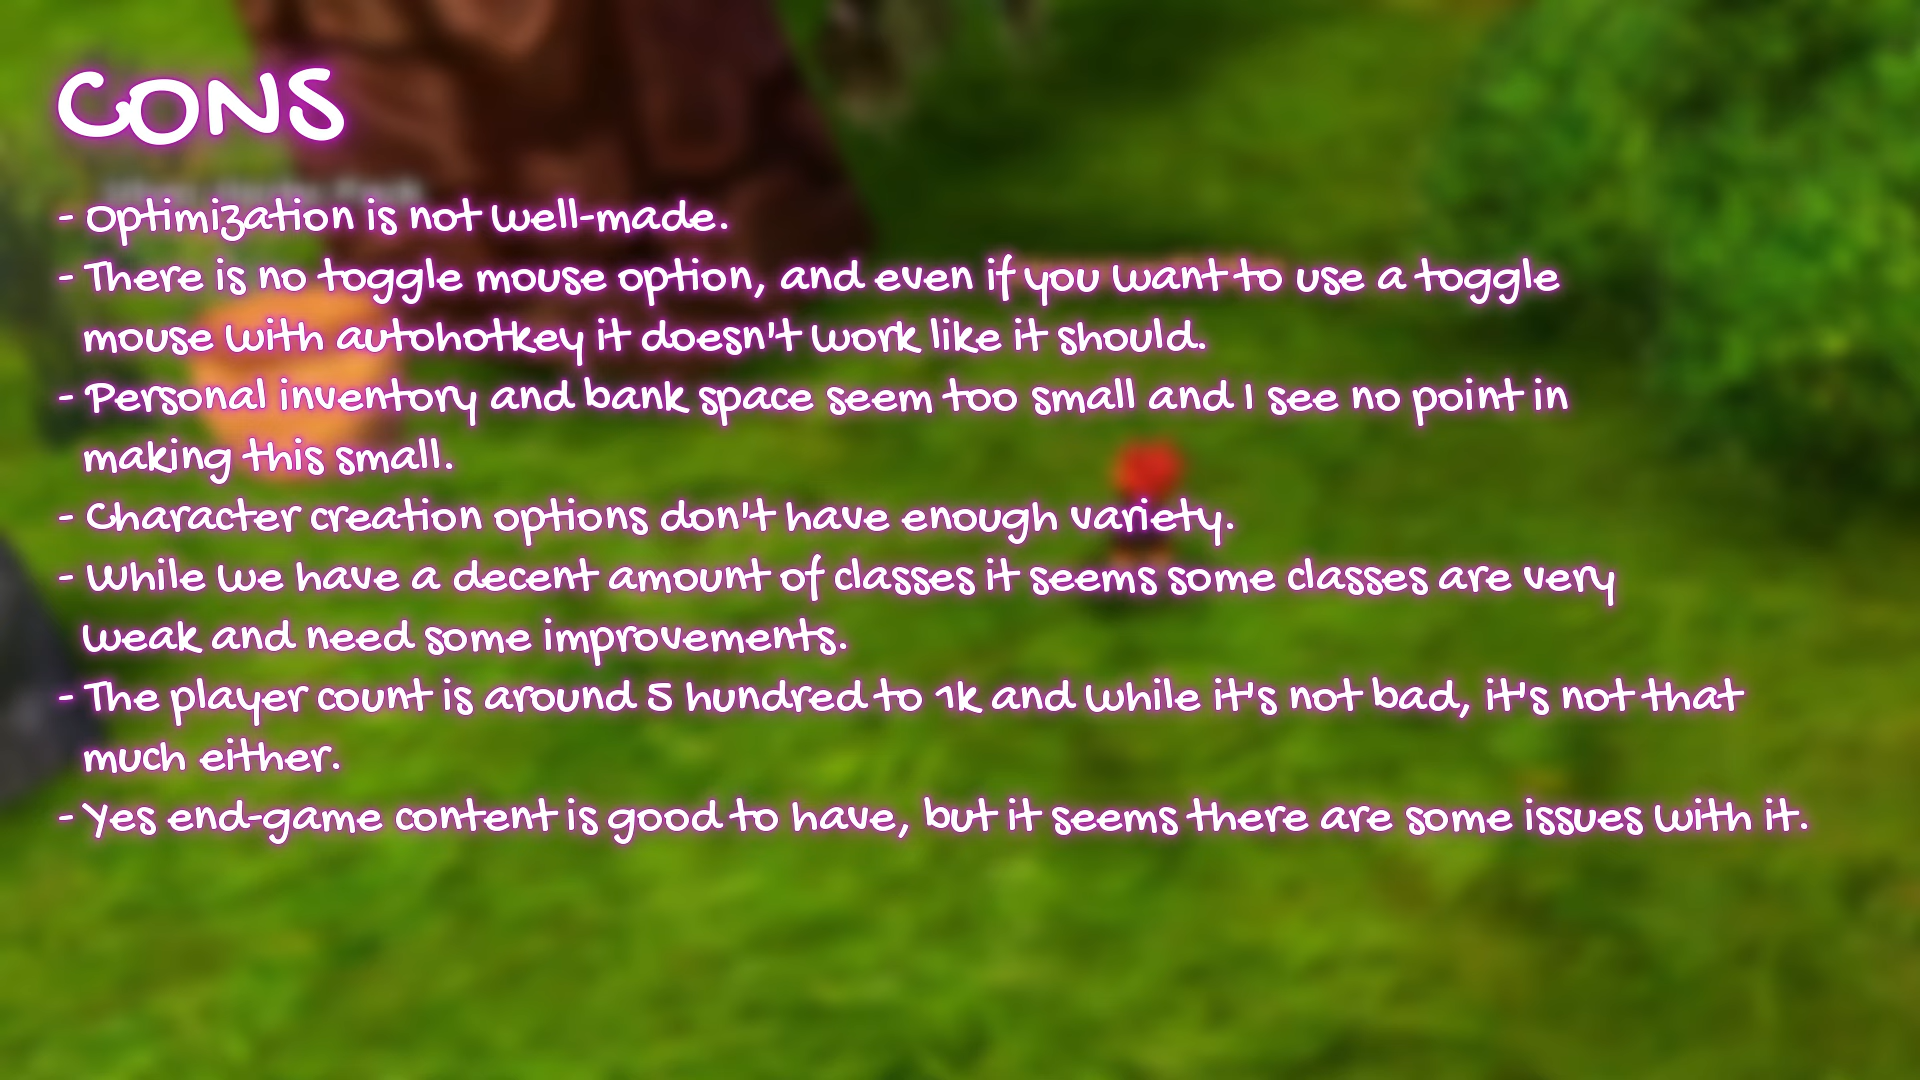 CONS
- Optimization is not well-made.
- There is no toggle mouse option, and even if you want to use a toggle
mouse with autohotkey it doesn't work like it should.
- Personal inventory and bank space seem too small and I see no point in
making this small.
- Character creation options don't have enough variety.
- While we have a decent amount of classes it seems some classes are very
weak and need some improvements.
- The player count is around 5 hundred to 1k and while it's not bad, it's not that
much either.
- Yes end-game content is good to have, but it seems there are some issues with it.